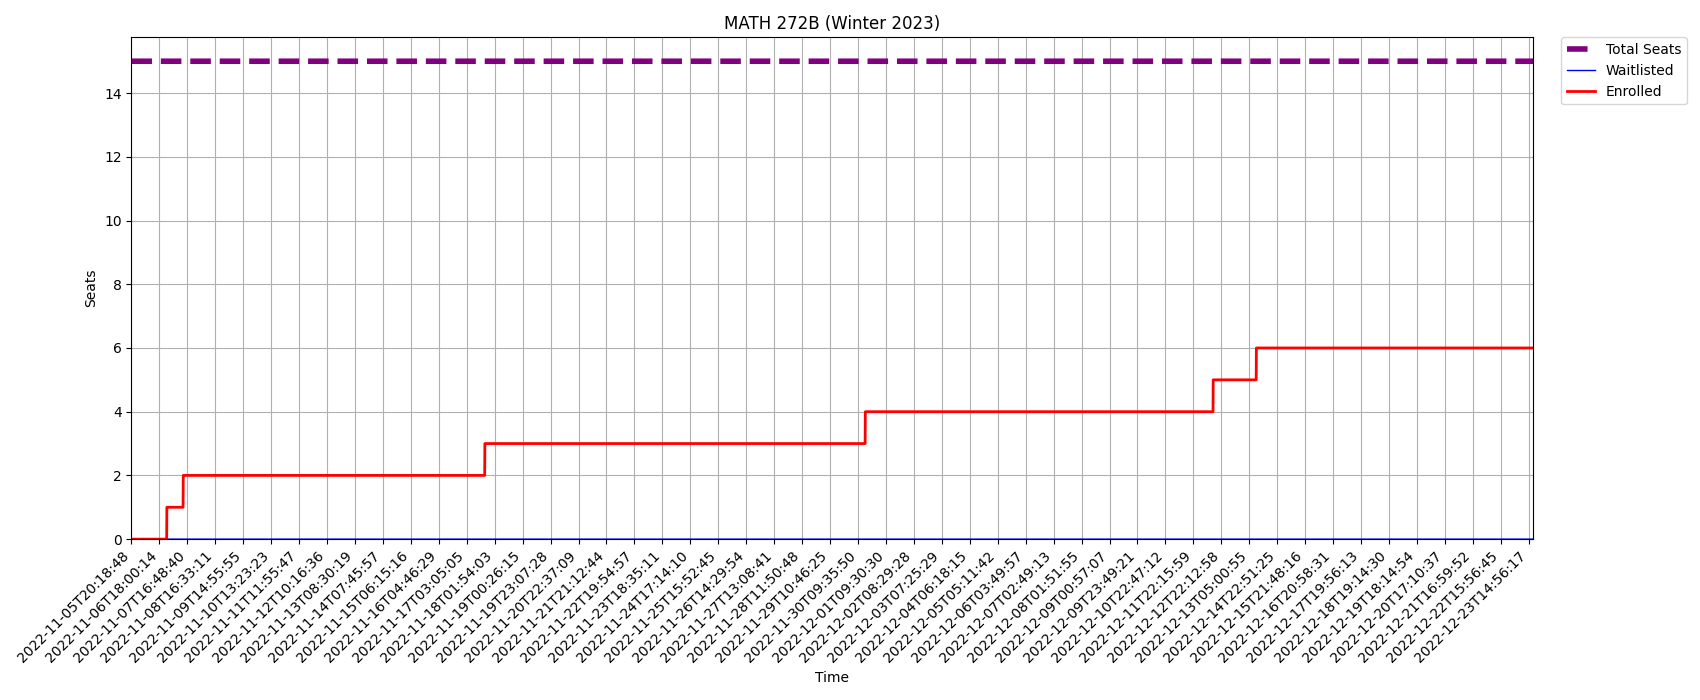 MATH 272B (Winter 2023)
Total Seats
Waitlisted
Enrolled
Seats
14
12
10
8
6
4
2
0
2022-11-05T20:18:48
2022-11-06T18:00:14
2022-11-07T16:48:40
2022-11-08T16:33:11
2022-11-09T14:55:55
2022-11-10T13:23:23
2022-11-11T11:55:47
2022-11-12T10:16:36
2022-11-13T08:30:19
2022-11-14T07:45:57
2022-11-15T06:15:16
2022-11-16T04:46:29
2022-11-17T03:05:05
2022-11-18T01:54:03
2022-11-19T00:26:15
2022-11-19T23:07:28
2022-11-20T22:37:09
2022-11-21T21:12:44
2022-11-22T19:54:57
2022-11-23T18:35:11
2022-11-24T17:14:10
2022-11-25T15:52:45
2022-11-26T14:29:54
2022-11-27T13:08:41
2022-11-28T11:50:48
2022-11-29T10:46:25
2022-11-30T09:35:50
2022-12-01T09:30:30
2022-12-02T08:29:28
2022-12-03T07:25:29
2022-12-04T06:18:15
2022-12-05T05:11:42
2022-12-06T03:49:57
2022-12-07T02:49:13
2022-12-08T01:51:55
2022-12-09T00:57:07
2022-12-09T23:49:21
2022-12-10T22:47:12
2022-12-11T22:15:59
2022-12-12T22:12:58
2022-12-13T05:00:55
2022-12-14T22:51:25
2022-12-15T21:48:16
2022-12-16T20:58:31
2022-12-17T19:56:13
2022-12-18T19:14:30
2022-12-19T18:14:54
2022-12-20T17:10:37
2022-12-21T16:59:52
2022-12-22T15:56:45
2022-12-23T14:56:17
Time